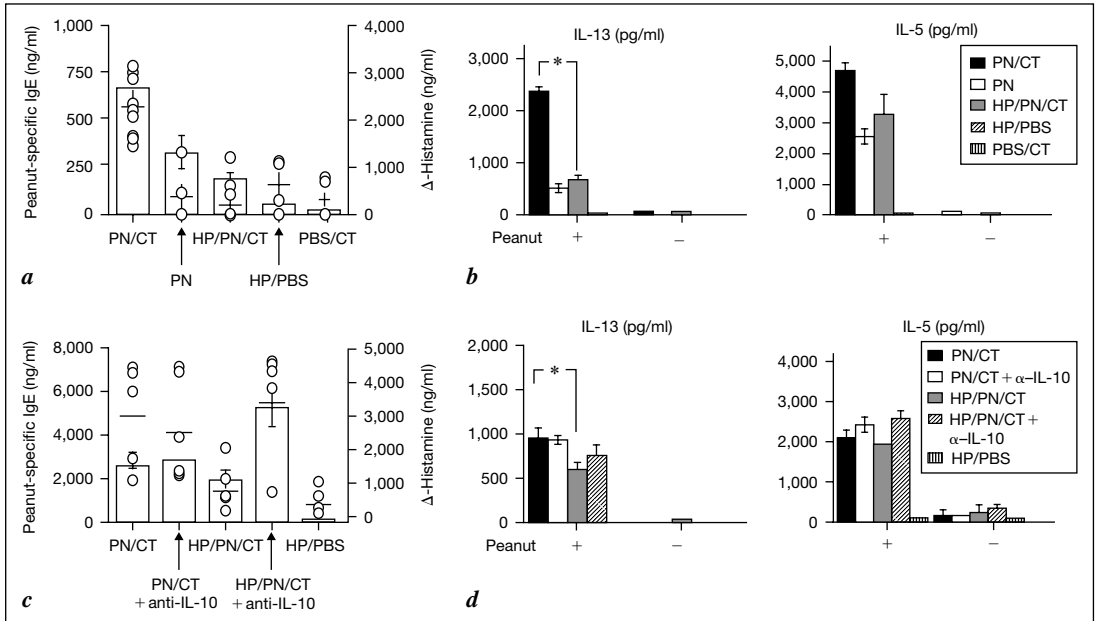 1,000
750
500
250
0
Peanut-specific IgE (ng/ml)
4,000
3,000
2,000
1,000
0
Δ-Histamine (ng/ml)
PN/CT
HP/PN/CT
PBS/CT
PN
HP/PBS
a
IL-13 (pg/ml)
3,000
2,000
1,000
0
*
Peanut + −
b
IL-5 (pg/ml)
5,000
4,000
3,000
2,000
1,000
0
+ −
PN/CT
PN
HP/PN/CT
HP/PBS
PBS/CT
8,000
6,000
4,000
2,000
0
Peanut-specific IgE (ng/ml)
5,000
4,000
3,000
2,000
1,000
0
Δ-Histamine (ng/ml)
PN/CT
HP/PN/CT
HP/PBS
PN/CT
+ anti-IL-10
HP/PN/CT
+ anti-IL-10
c
IL-13 (pg/ml)
2,000
1,500
1,000
500
0
*
Peanut + −
d
IL-5 (pg/ml)
4,000
3,000
2,000
1,000
0
+ −
PN/CT
PN/CT + α–IL-10
HP/PN/CT
HP/PN/CT +
α–IL-10
HP/PBS